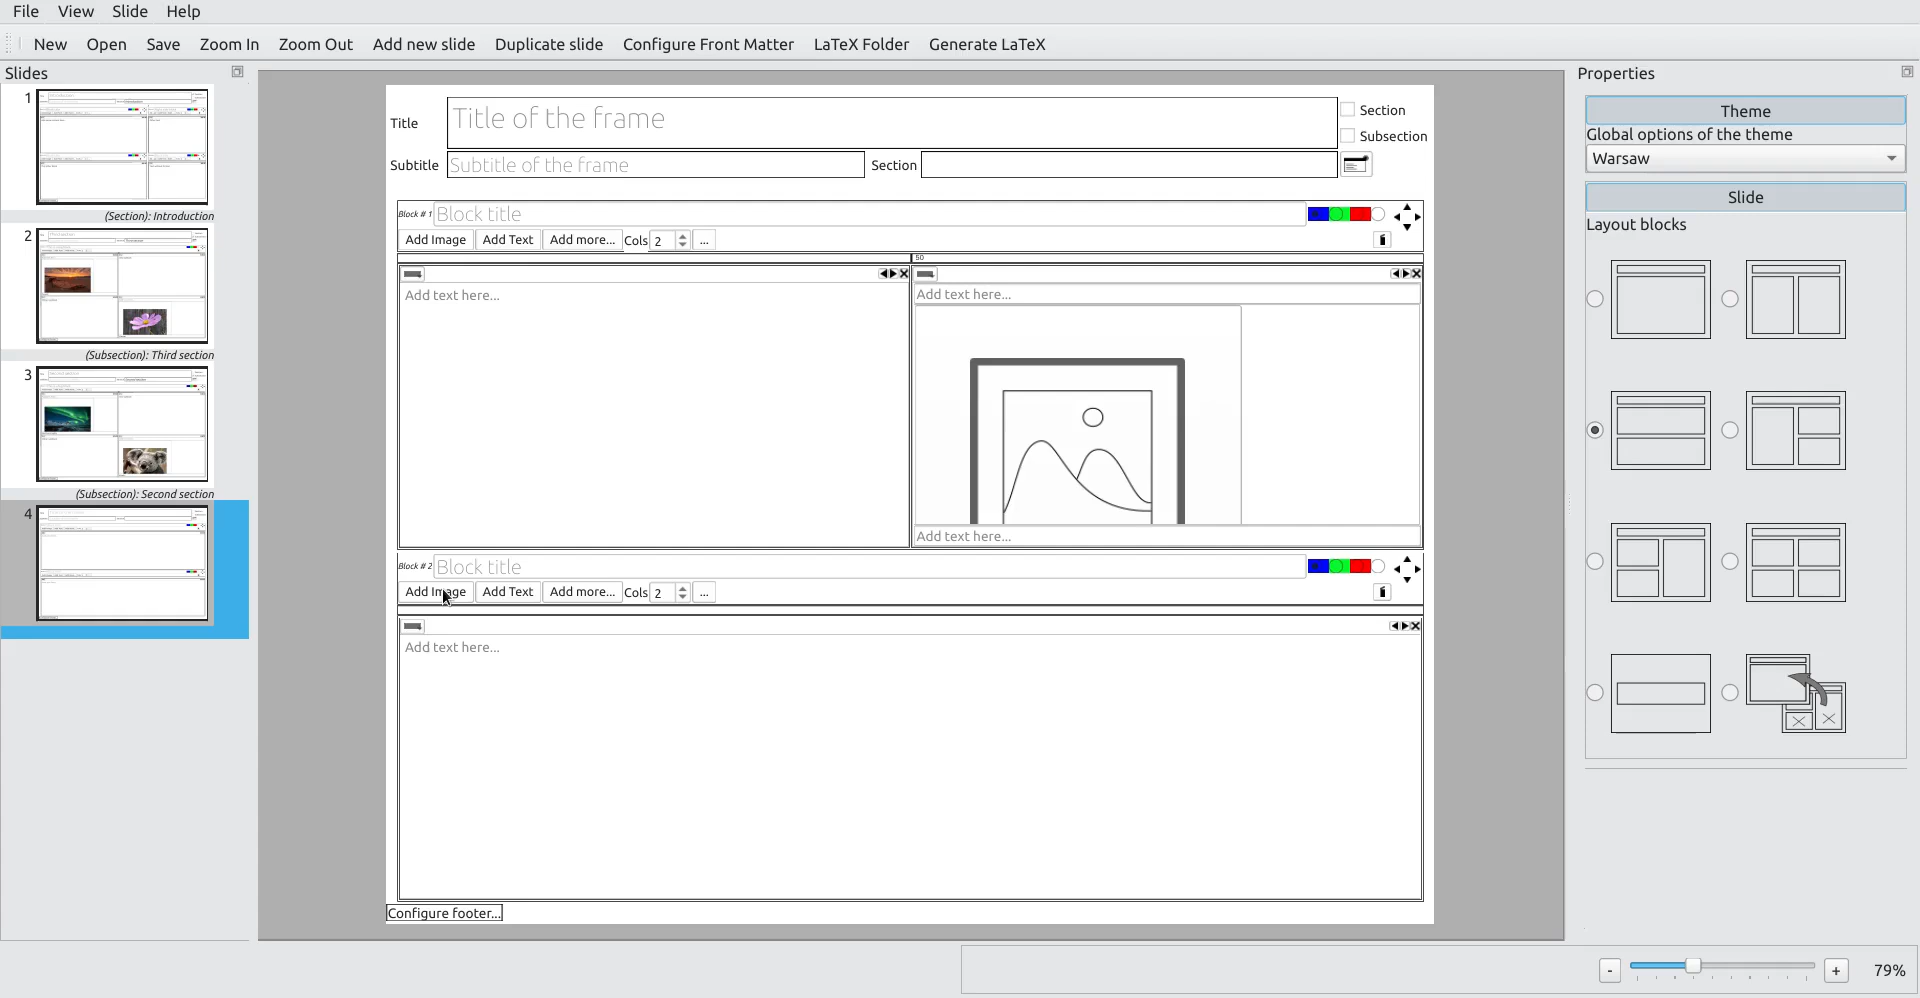 File View Slide Help
New Open Save Zoom In Zoom Out Add new slide Duplicate slide Configure Front Matter LaTeX Folder Generate LaTeX
Slides
1
(Section): Introduction
2
(Subsection): Third section
3
(Subsection): Second section
4
Title Title of the frame
Section
Subsection
Subtitle Subtitle of the frame Section
Block # 1 Block title
Add Image Add Text Add more... Cols 2 ...
50
Add text here...
Add text here...
Add text here...
Block # 2 Block title
Add Image Add Text Add more... Cols 2 ...
Add text here...
Configure footer...
Properties
Theme
Global options of the theme
Warsaw
Slide
Layout blocks
- + 79%